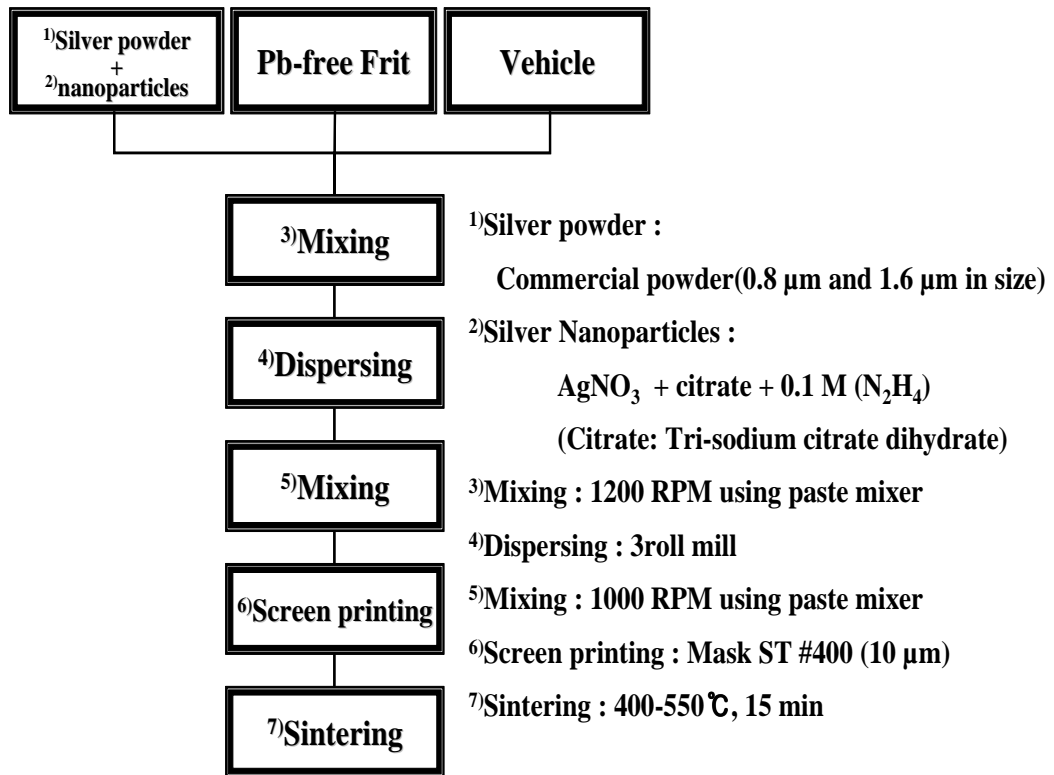 1)Silver powder
+
2)nanoparticles
Pb-free Frit
Vehicle
3)Mixing
4)Dispersing
5)Mixing
6)Screen printing
7)Sintering
1)Silver powder :
Commercial powder(0.8 μm and 1.6 μm in size)
2)Silver Nanoparticles :
AgNO3 + citrate + 0.1 M (N2H4)
(Citrate: Tri-sodium citrate dihydrate)
3)Mixing : 1200 RPM using paste mixer
4)Dispersing : 3roll mill
5)Mixing : 1000 RPM using paste mixer
6)Screen printing : Mask ST #400 (10 μm)
7)Sintering : 400-550℃, 15 min